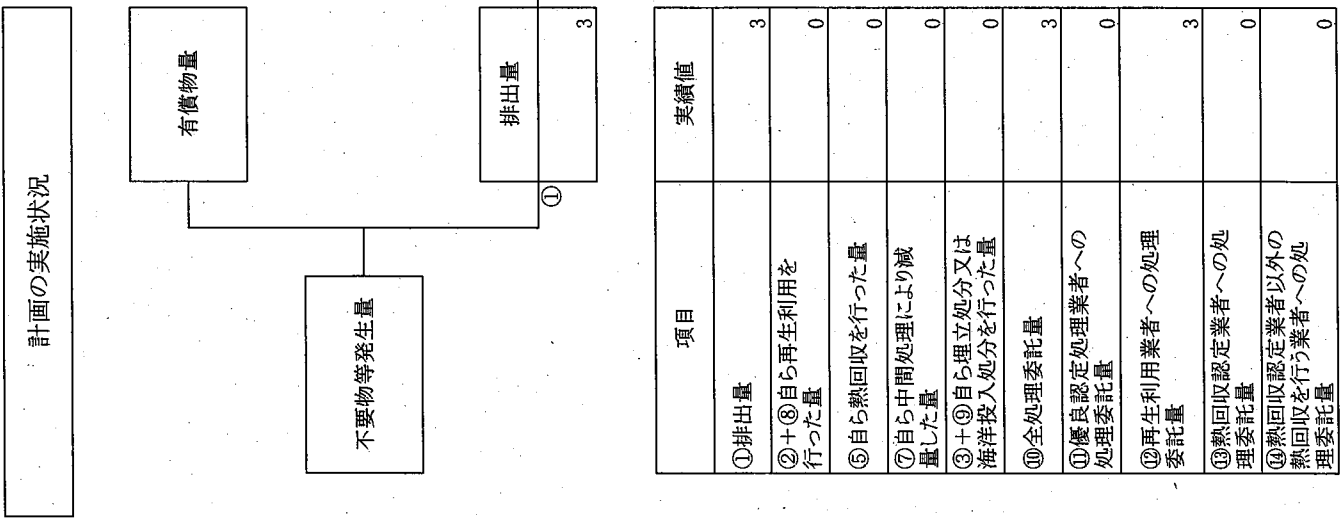 計画の実施状況
不要物等発生量
有償物量
①
排出量
3
項目
実績値
①排出量
3
②+⑧自ら再生利用を
行った量
0
⑤自ら熱回収を行った量
0
⑦自ら中間処理により減
量した量
0
③+⑨自ら埋立処分又は
海洋投入処分を行った量
0
⑩全処理委託量
3
⑪優良認定処理業者への
処理委託量
0
⑫再生利用業者への処理
委託量
3
⑬熱回収認定業者への処
理委託量
0
⑭熱回収認定業者以外の
熱回収を行う業者への処
理委託量
0